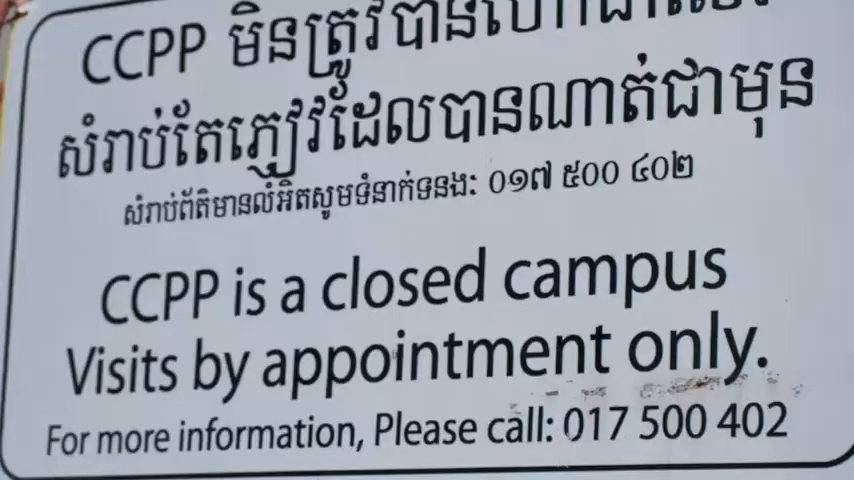 CCPP មិនត្រូវបាន
សំរាប់តែភ្ញៀវដែលបានណាត់ជាមុន
សំរាប់ព័ត៌មានលំអិតសូមទំនាក់ទនងៈ ០១៧ ៥០០ ៤០២
CCPP is a closed campus
Visits by appointment only.
For more information, Please call: 017 500 402